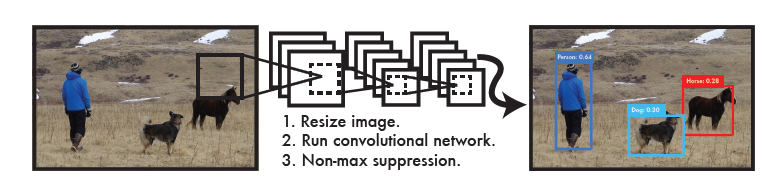 1. Resize image.
2. Run convolutional network.
3. Non-max suppression.
Person: 0.64
Horse: 0.28
Dog: 0.30